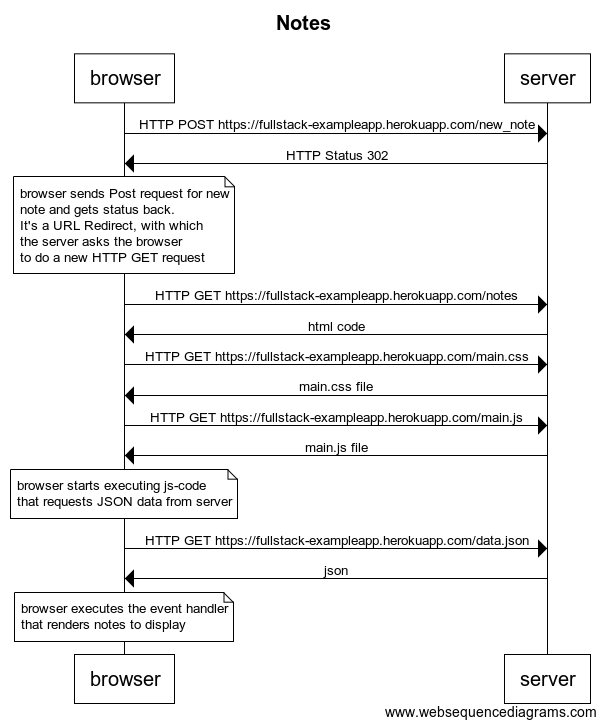 Notes
browser
server
HTTP POST https://fullstack-exampleapp.herokuapp.com/new_note
HTTP Status 302
browser sends Post request for new
note and gets status back.
It's a URL Redirect, with which
the server asks the browser
to do a new HTTP GET request
HTTP GET https://fullstack-exampleapp.herokuapp.com/notes
html code
HTTP GET https://fullstack-exampleapp.herokuapp.com/main.css
main.css file
HTTP GET https://fullstack-exampleapp.herokuapp.com/main.js
main.js file
browser starts executing js-code
that requests JSON data from server
HTTP GET https://fullstack-exampleapp.herokuapp.com/data.json
json
browser executes the event handler
that renders notes to display
browser
server
www.websequencediagrams.com